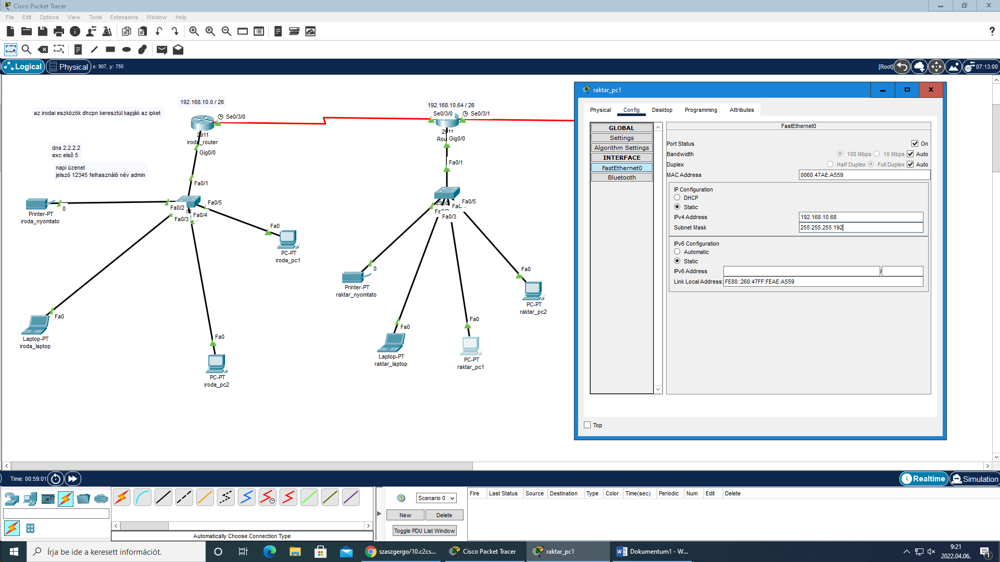 Cisco Packet Tracer
File Edit Options View Tools Extensions Window Help
Logical Physical x: 907, y: 750
[Root] 07:13:00
192.168.10.0 / 26
az irodai eszközök dhcpn keresztül kapják az ipket
Se0/3/0
2911
iroda_router
Gig0/0
dns 2.2.2.2
exc első 5
napi üzenet
jelszó 12345 felhasználó név admin
Fa0/1
Fa0/5
Fa0/2
Fa0/4
Fa0/3
0
Printer-PT
iroda_nyomtato
Fa0
PC-PT
iroda_pc1
Fa0
Laptop-PT
iroda_laptop
Fa0
PC-PT
iroda_pc2
192.168.10.64 / 26
Se0/3/0
Se0/3/1
2911
Rou
Gig0/0
Fa0/1
Fa0/5
Fa0/3
0
Printer-PT
raktar_nyomtato
Fa0
PC-PT
raktar_pc2
Fa0
Laptop-PT
raktar_laptop
Fa0
PC-PT
raktar_pc1
raktar_pc1
Physical Config Desktop Programming Attributes
GLOBAL
Settings
Algorithm Settings
INTERFACE
FastEthernet0
Bluetooth
FastEthernet0
Port Status On
Bandwidth 100 Mbps 10 Mbps Auto
Duplex Half Duplex Full Duplex Auto
MAC Address 0060.47AE.A559
IP Configuration
DHCP
Static
IPv4 Address 192.168.10.68
Subnet Mask 255.255.255.192
IPv6 Configuration
Automatic
Static
IPv6 Address /
Link Local Address: FE80::260:47FF:FEAE:A559
Top
Time: 00:59:01
Realtime Simulation
Scenario 0
New Delete
Toggle PDU List Window
Fire Last Status Source Destination Type Color Time(sec) Periodic Num Edit Delete
Automatically Choose Connection Type
Írja be ide a keresett információt.
szaszgergo/10.c2cs...
Cisco Packet Tracer
raktar_pc1
Dokumentum1 - W...
9:21
2022.04.06.
1